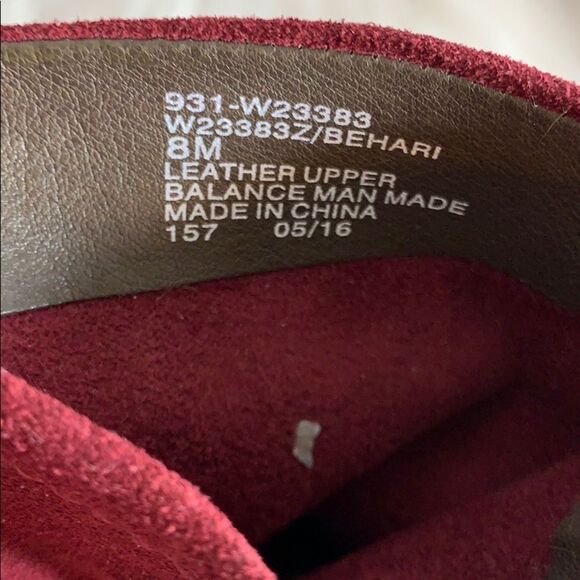 931-W23383
W23383Z/BEHARI
8M
LEATHER UPPER
BALANCE MAN MADE
MADE IN CHINA
157 05/16